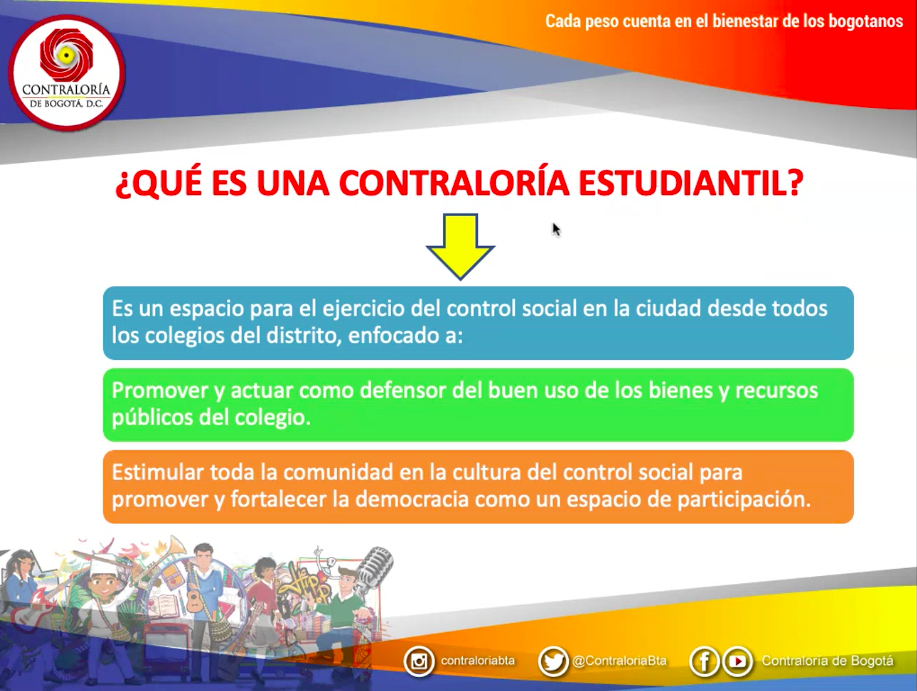 Cada peso cuenta en el bienestar de los bogotanos
CONTRALORÍA
DE BOGOTÁ, D.C.
¿QUÉ ES UNA CONTRALORÍA ESTUDIANTIL?
Es un espacio para el ejercicio del control social en la ciudad desde todos
los colegios del distrito, enfocado a:
Promover y actuar como defensor del buen uso de los bienes y recursos
públicos del colegio.
Estimular toda la comunidad en la cultura del control social para
promover y fortalecer la democracia como un espacio de participación.
contraloriabta
@ContraloriaBta
Contraloría de Bogotá